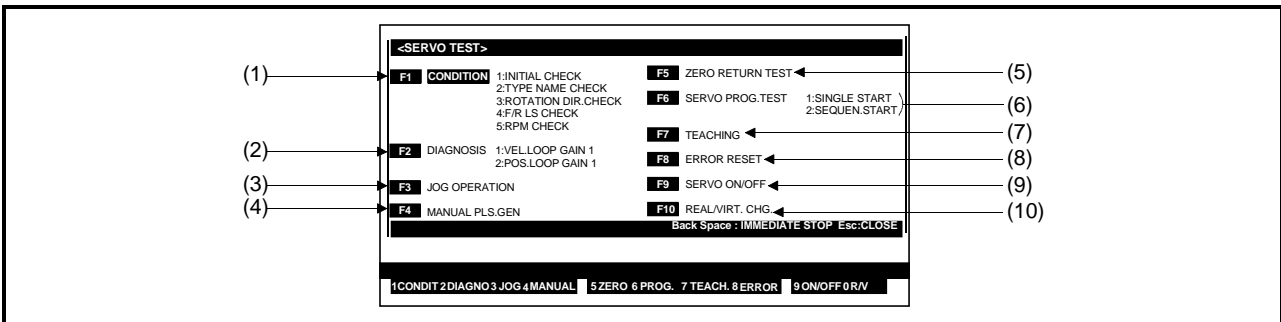 <SERVO TEST>
(1)
F1 CONDITION 1:INITIAL CHECK
2:TYPE NAME CHECK
3:ROTATION DIR.CHECK
4:F/R LS CHECK
5:RPM CHECK
(2)
F2 DIAGNOSIS 1:VEL.LOOP GAIN 1
2:POS.LOOP GAIN 1
(3)
F3 JOG OPERATION
(4)
F4 MANUAL PLS.GEN
F5 ZERO RETURN TEST
(5)
F6 SERVO PROG.TEST 1:SINGLE START
2:SEQUEN.START
(6)
F7 TEACHING
(7)
F8 ERROR RESET
(8)
F9 SERVO ON/OFF
(9)
F10 REAL/VIRT. CHG.
(10)
Back Space : IMMEDIATE STOP Esc:CLOSE
1CONDIT 2DIAGNO 3 JOG 4 MANUAL 5 ZERO 6 PROG. 7 TEACH. 8 ERROR 9 ON/OFF 0 R/V